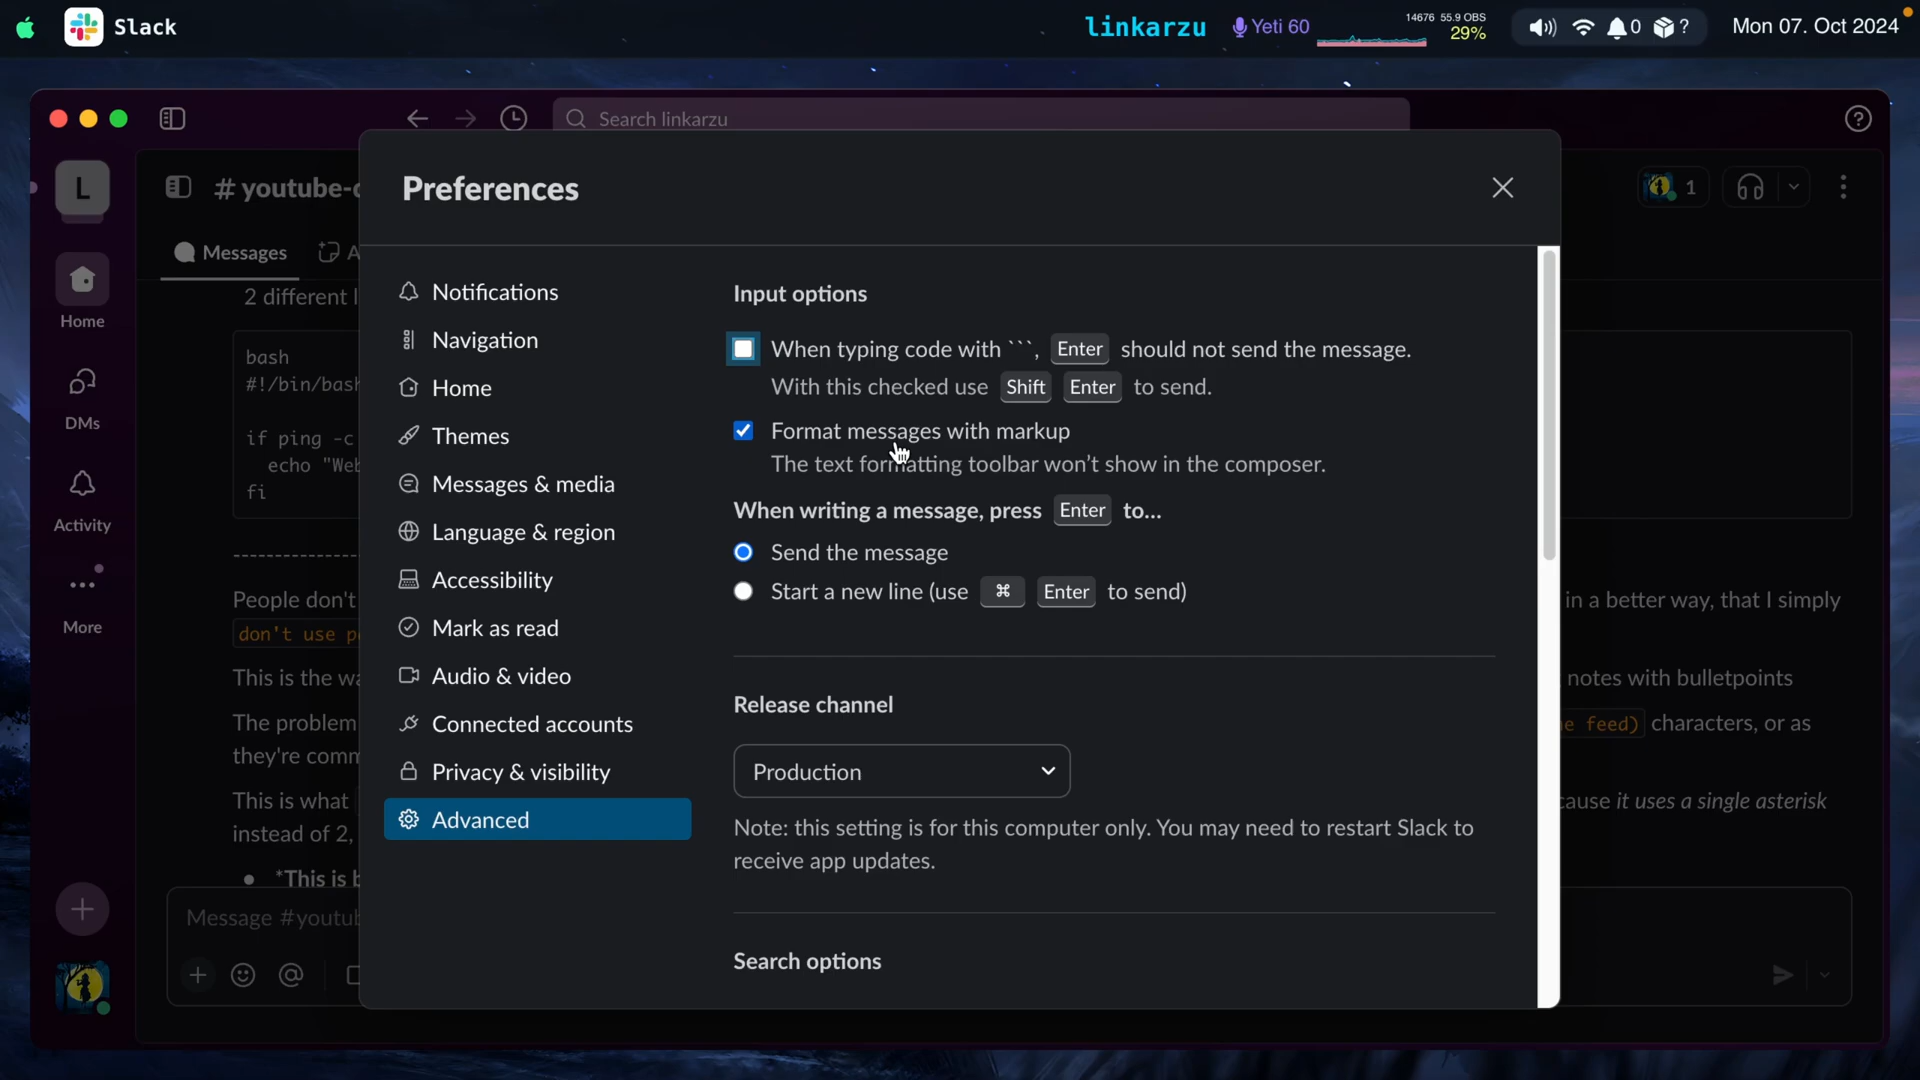 Slack
linkarzu
Yeti 60
14676 55.9 OBS
29%
0
?
Mon 07. Oct 2024
Search linkarzu
?
L
# youtube-
Preferences
1
Messages
A
Home
DMs
Activity
More
2 different
bash
#!/bin/bash
if ping -c
echo "Web
fi
People don't
don't use
This is the
The problem
they're comm
This is what
instead of 2,
*This is
Message #youtu
Notifications
Navigation
Home
Themes
Messages & media
Language & region
Accessibility
Mark as read
Audio & video
Connected accounts
Privacy & visibility
Advanced
Input options
When typing code with ```, Enter should not send the message.
With this checked use Shift Enter to send.
Format messages with markup
The text formatting toolbar won't show in the composer.
When writing a message, press Enter to...
Send the message
Start a new line (use ⌘ Enter to send)
Release channel
Production
Note: this setting is for this computer only. You may need to restart Slack to
receive app updates.
Search options
in a better way, that I simply
notes with bulletpoints
feed) characters, or as
cause it uses a single asterisk